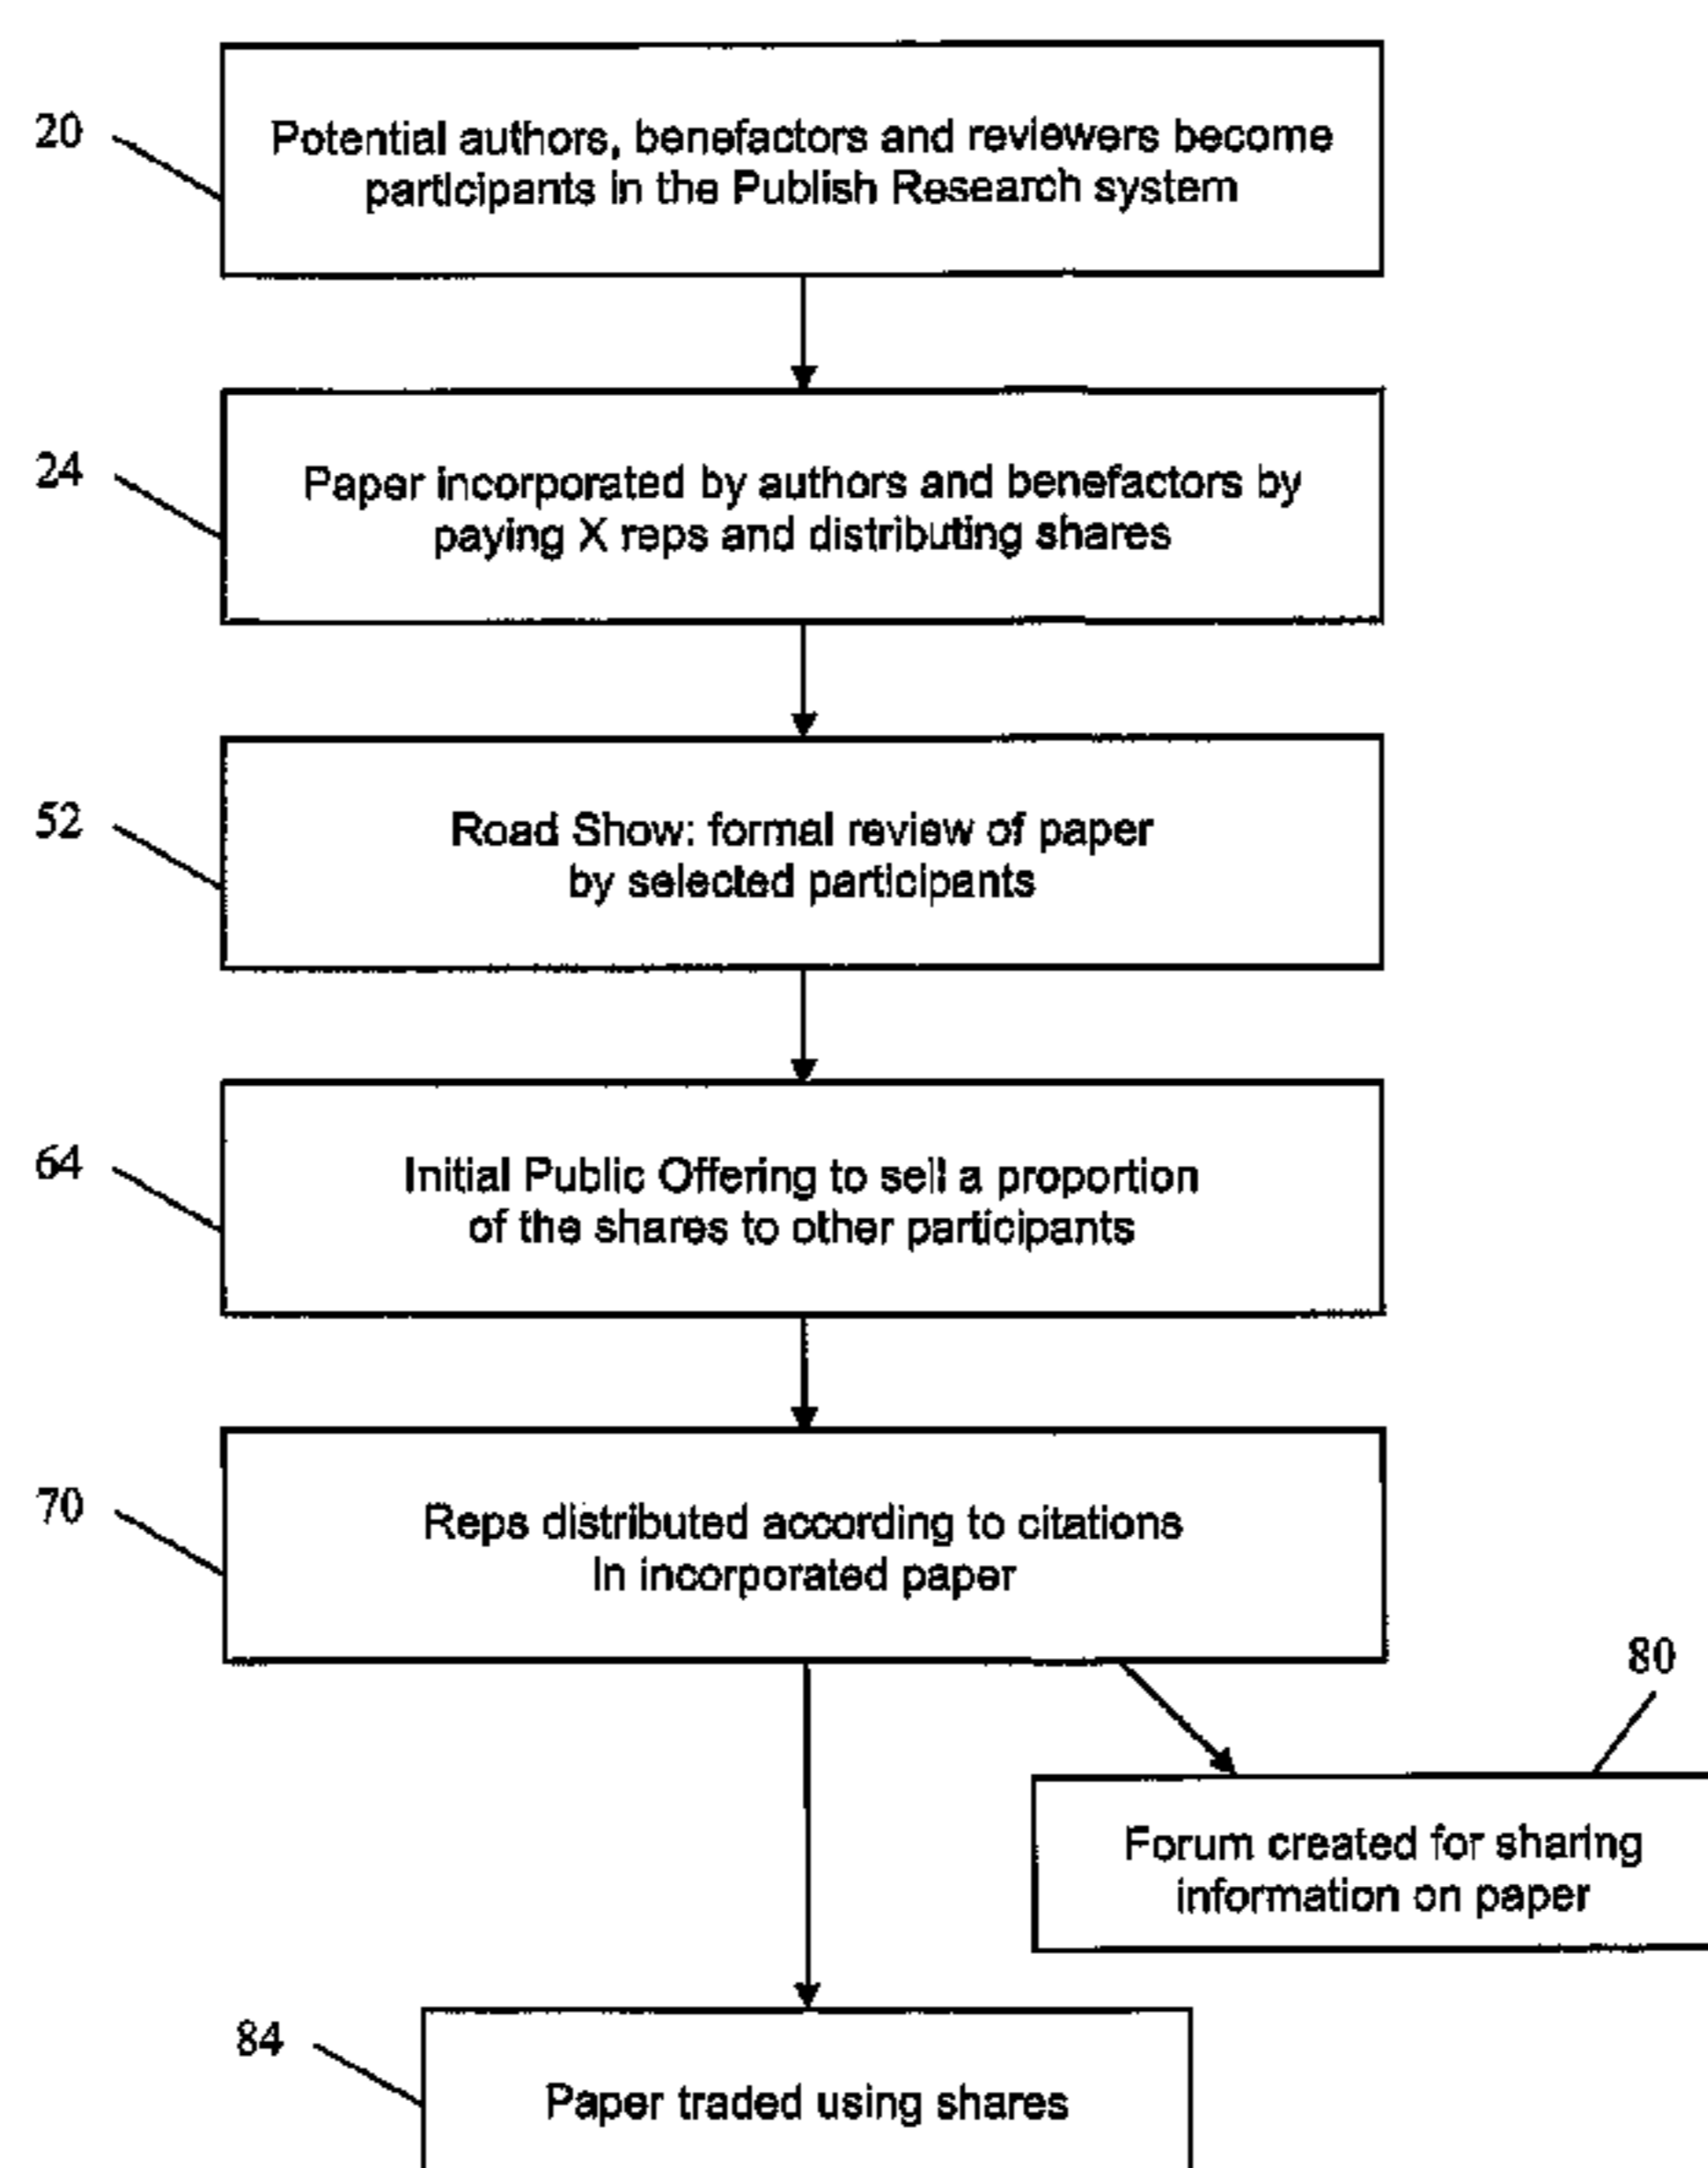 20
Potential authors, benefactors and reviewers become
participants in the Publish Research system
24
Paper incorporated by authors and benefactors by
paying X reps and distributing shares
52
Road Show: formal review of paper
by selected participants
64
Initial Public Offering to sell a proportion
of the shares to other participants
70
Reps distributed according to citations
in incorporated paper
80
Forum created for sharing
information on paper
84
Paper traded using shares